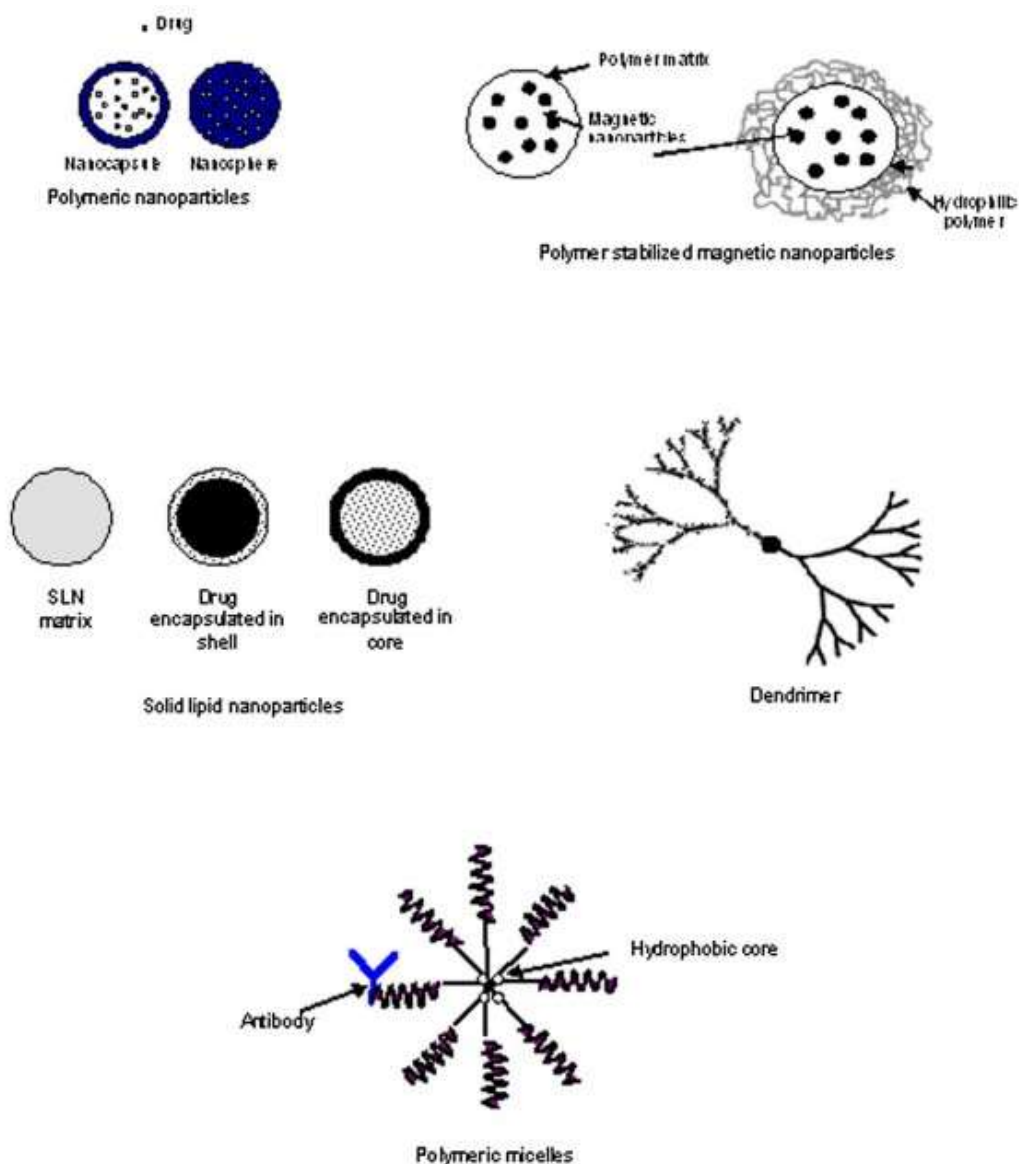 Drug
Nanocapsule
Nanosphere
Polymeric nanoparticles
Polymer matrix
Magnetic
nanoparticles
Hydrophilic
polymer
Polymer stabilized magnetic nanoparticles
SLN
matrix
Drug
encapsulated in
shell
Drug
encapsulated in
core
Solid lipid nanoparticles
Dendrimer
Hydrophobic core
Antibody
Polymeric micelles